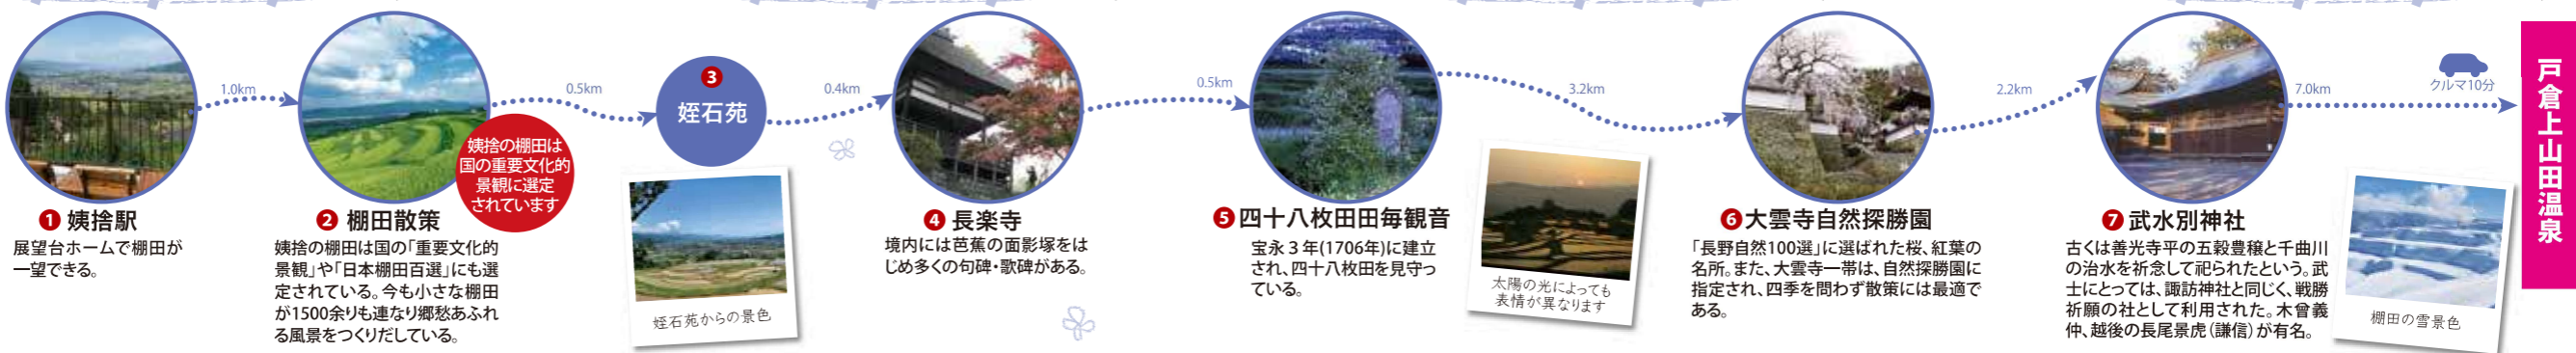 1.0km
0.5km
0.4km
0.5km
3.2km
2.2km
7.0km
クルマ10分
戸倉上山田温泉
❶ 姨捨駅
展望台ホームで棚田が
一望できる。
❷ 棚田散策
姨捨の棚田は国の「重要文化的
景観」や「日本棚田百選」にも選
定されている。今も小さな棚田
が1500余りも連なり郷愁あふれ
る風景をつくりだしている。
姨捨の棚田は
国の重要文化的
景観に選定
されています
❸
姪石苑
姪石苑からの景色
❹ 長楽寺
境内には芭蕉の面影塚をは
じめ多くの句碑・歌碑がある。
❺四十八枚田田毎観音
宝永３年(1706年)に建立
され、四十八枚田を見守っ
ている。
太陽の光によっても
表情が異なります
❻大雲寺自然探勝園
「長野自然100選」に選ばれた桜、紅葉の
名所。また、大雲寺一帯は、自然探勝園に
指定され、四季を問わず散策には最適で
ある。
❼ 武水別神社
古くは善光寺平の五穀豊穣と千曲川
の治水を祈念して祀られたという。武
士にとっては、諏訪神社と同じく、戦勝
祈願の社として利用された。木曾義
仲、越後の長尾景虎（謙信）が有名。
棚田の雪景色